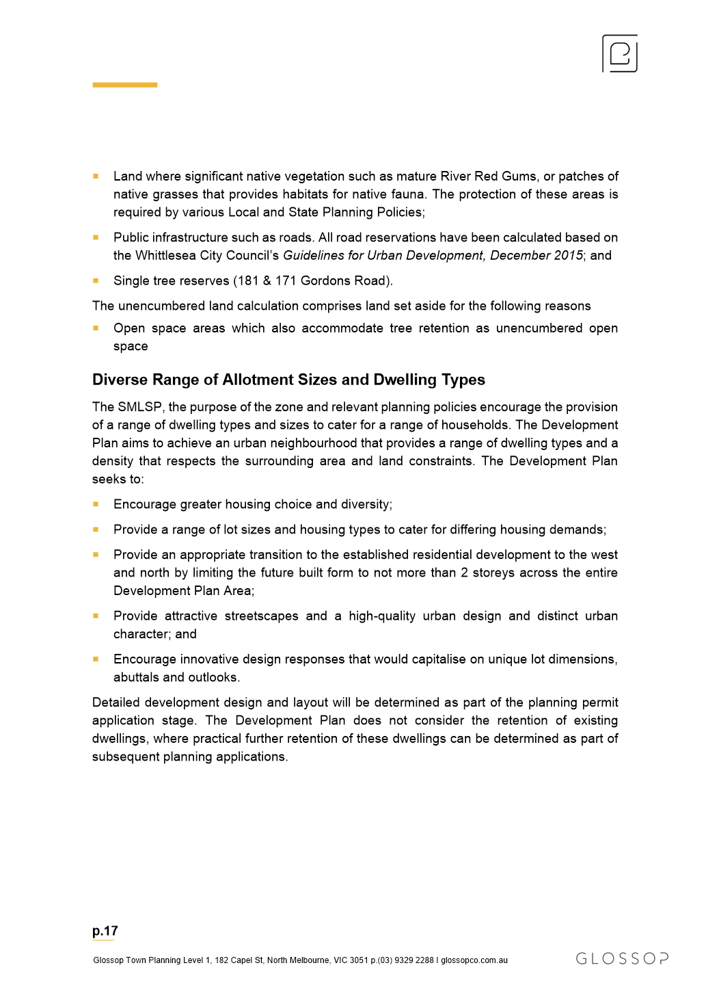 Land where significant native vegetation such as mature River Red Gums, or patches of
native grasses that provides habitats for native fauna. The protection of these areas is
required by various Local and State Planning Policies;
Public infrastructure such as roads. All road reservations have been calculated based on
the Whittlesea City Council’s Guidelines for Urban Development, December 2015; and
Single tree reserves (181 & 171 Gordons Road).
The unencumbered land calculation comprises land set aside for the following reasons
Open space areas which also accommodate tree retention as unencumbered open
space
Diverse Range of Allotment Sizes and Dwelling Types
The SMLSP, the purpose of the zone and relevant planning policies encourage the provision
of a range of dwelling types and sizes to cater for a range of households. The Development
Plan aims to achieve an urban neighbourhood that provides a range of dwelling types and a
density that respects the surrounding area and land constraints. The Development Plan
seeks to:
Encourage greater housing choice and diversity;
Provide a range of lot sizes and housing types to cater for differing housing demands;
Provide an appropriate transition to the established residential development to the west
and north by limiting the future built form to not more than 2 storeys across the entire
Development Plan Area;
Provide attractive streetscapes and a high-quality urban design and distinct urban
character; and
Encourage innovative design responses that would capitalise on unique lot dimensions,
abuttals and outlooks.
Detailed development design and layout will be determined as part of the planning permit
application stage. The Development Plan does not consider the retention of existing
dwellings, where practical further retention of these dwellings can be determined as part of
subsequent planning applications.
p.17
Glossop Town Planning Level 1, 182 Capel St, North Melbourne, VIC 3051 p.(03) 9329 2288 I glossopco.com.au
GLOSSOP